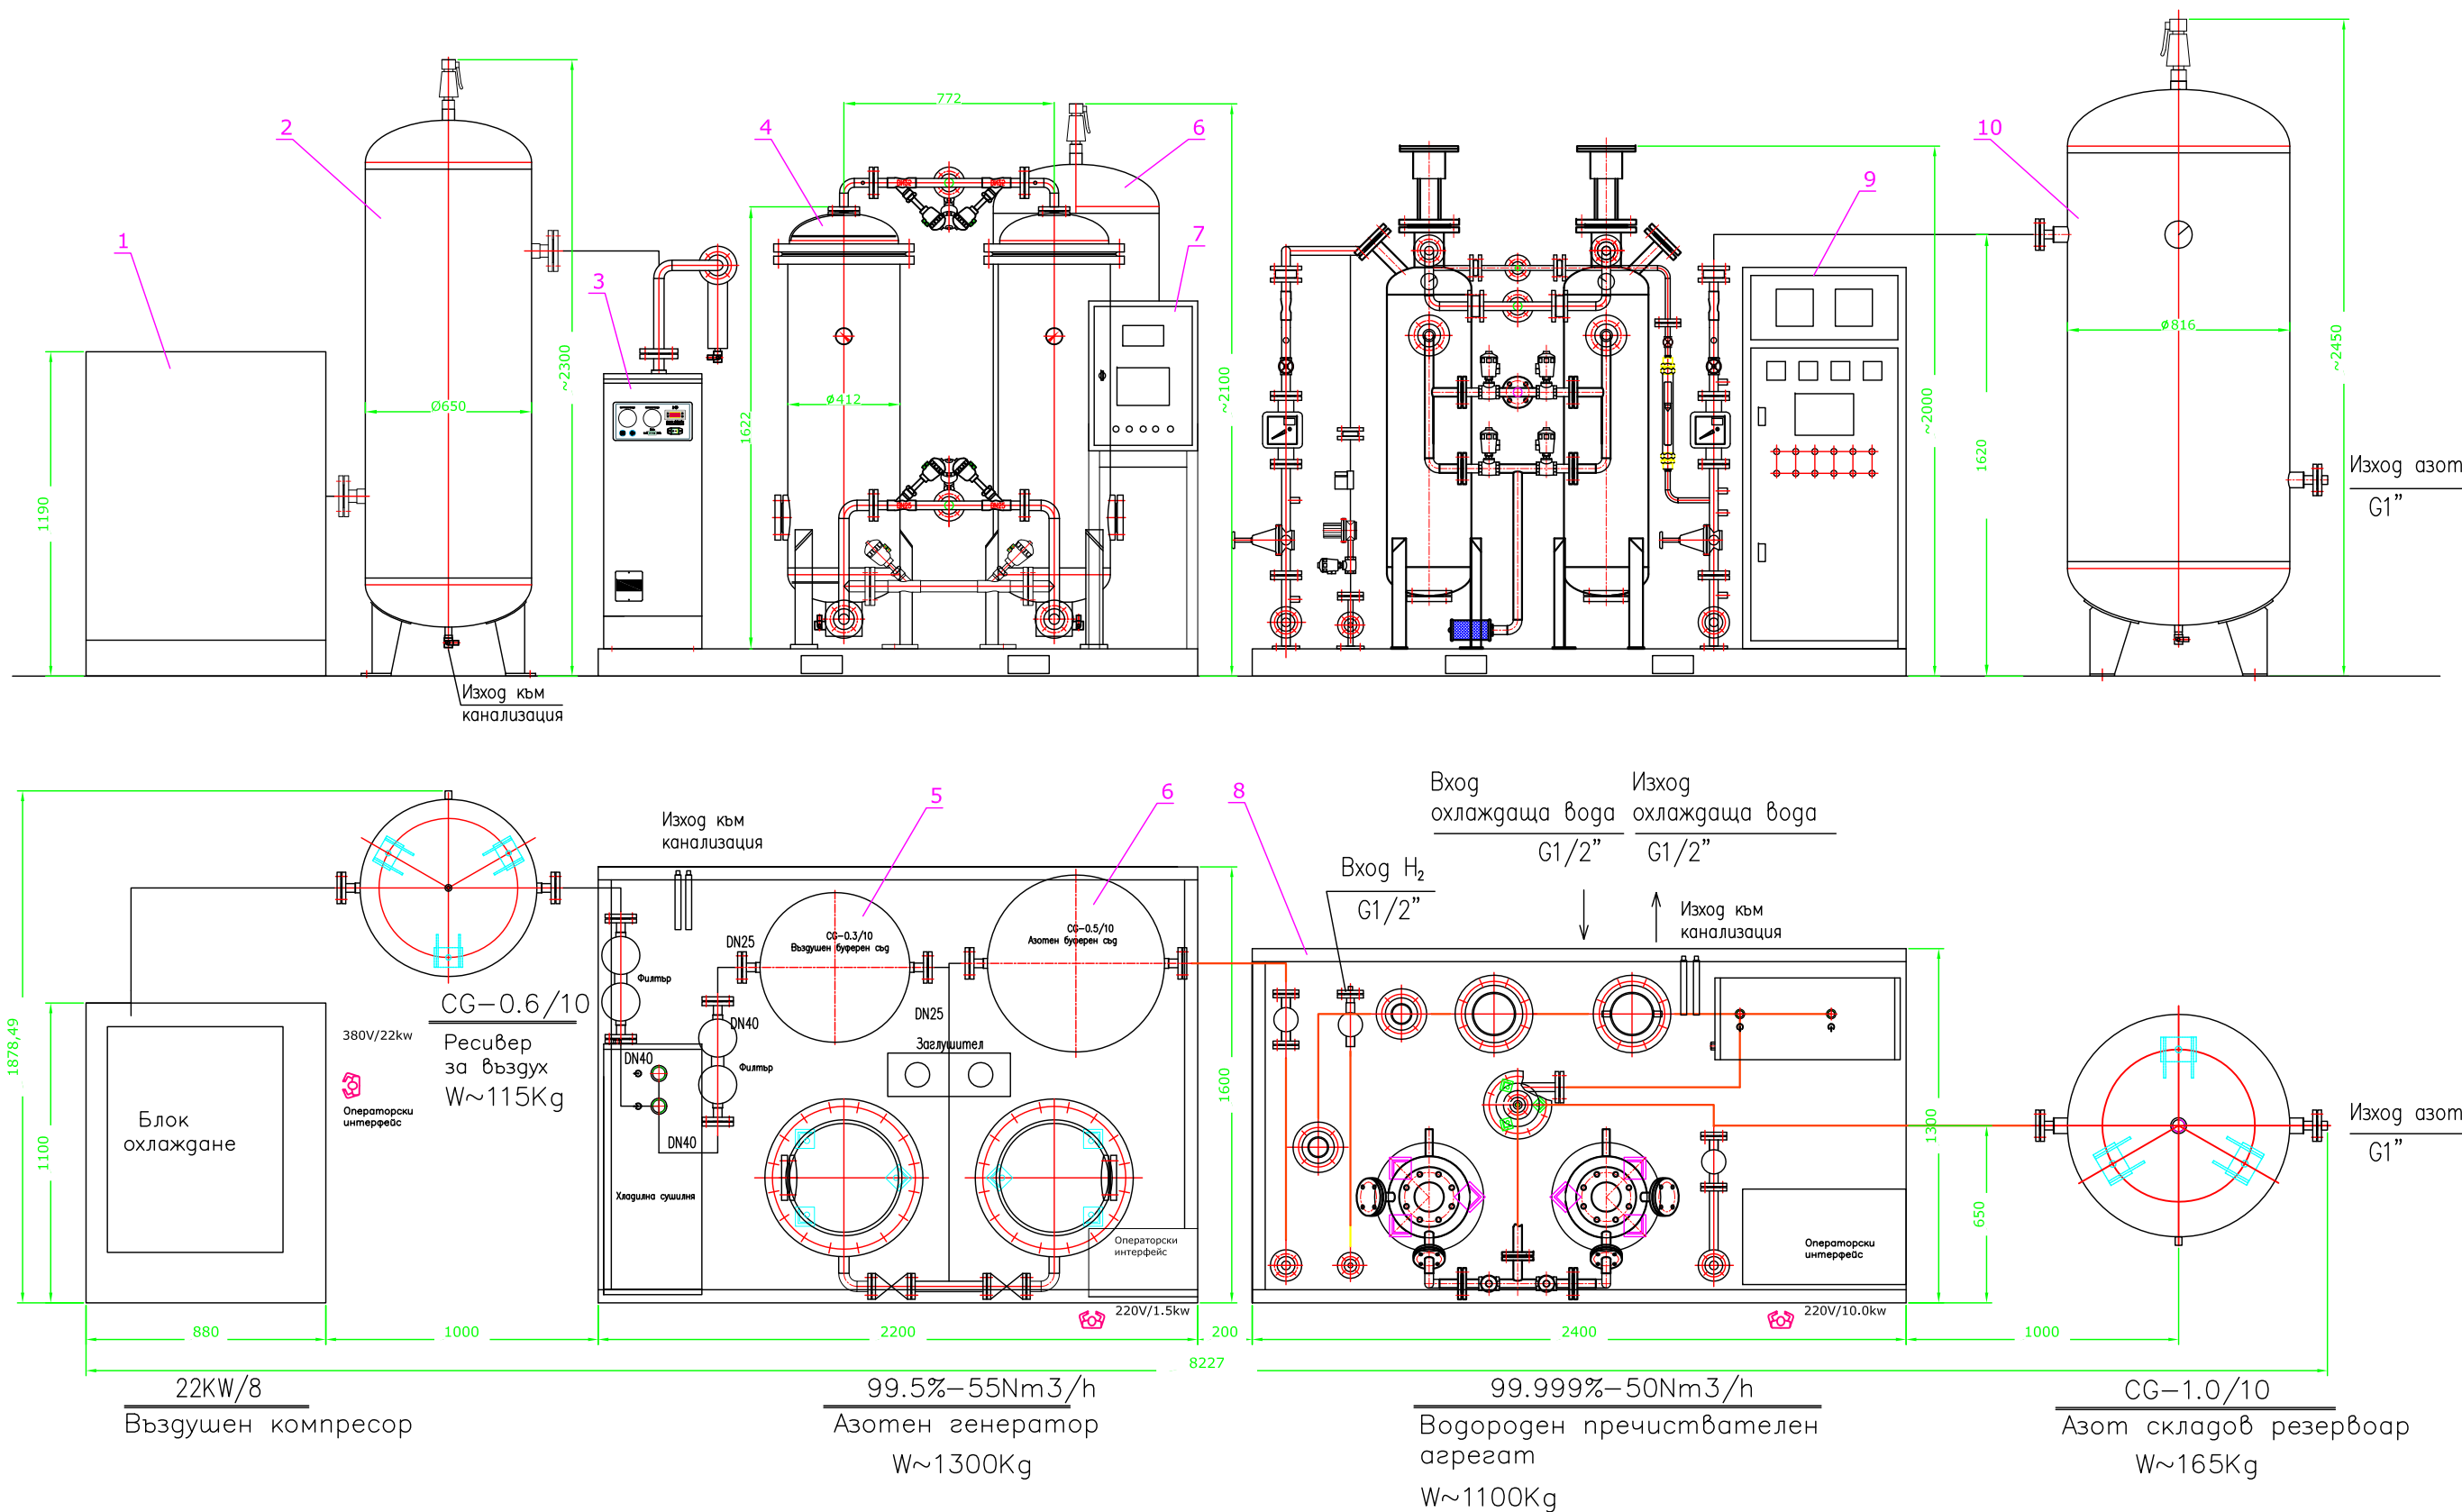 772
2
4
6
10
9
1
7
3
~2300
~2100
~2000
~2450
Ø650
ø412
ø816
1622
1620
1190
Изход азот
G1"
Изход към
канализация
5
6
8
Вход
охлаждаща вода
G1/2"
Изход
охлаждаща вода
G1/2"
Изход към
канализация
Вход H₂
G1/2"
Изход към
канализация
CG-0.3/10
Въздушен буферен съд
CG-0.5/10
Азотен буферен съд
DN25
DN25
Филтър
DN40
DN40
DN40
Филтър
Заглушител
CG-0.6/10
Ресивер
за въздух
W~115Kg
380V/22kw
Операторски
интерфейс
Блок
охлаждане
Хладилна сушилня
Операторски
интерфейс
Операторски
интерфейс
Изход азот
G1"
1878,49
1100
1600
1300
650
220V/1.5kw
220V/10.0kw
880
1000
2200
200
2400
1000
8227
22KW/8
Въздушен компресор
99.5%-55Nm3/h
Азотен генератор
W~1300Kg
99.999%-50Nm3/h
Водороден пречиствателен
агрегат
W~1100Kg
CG-1.0/10
Азот складов резервоар
W~165Kg